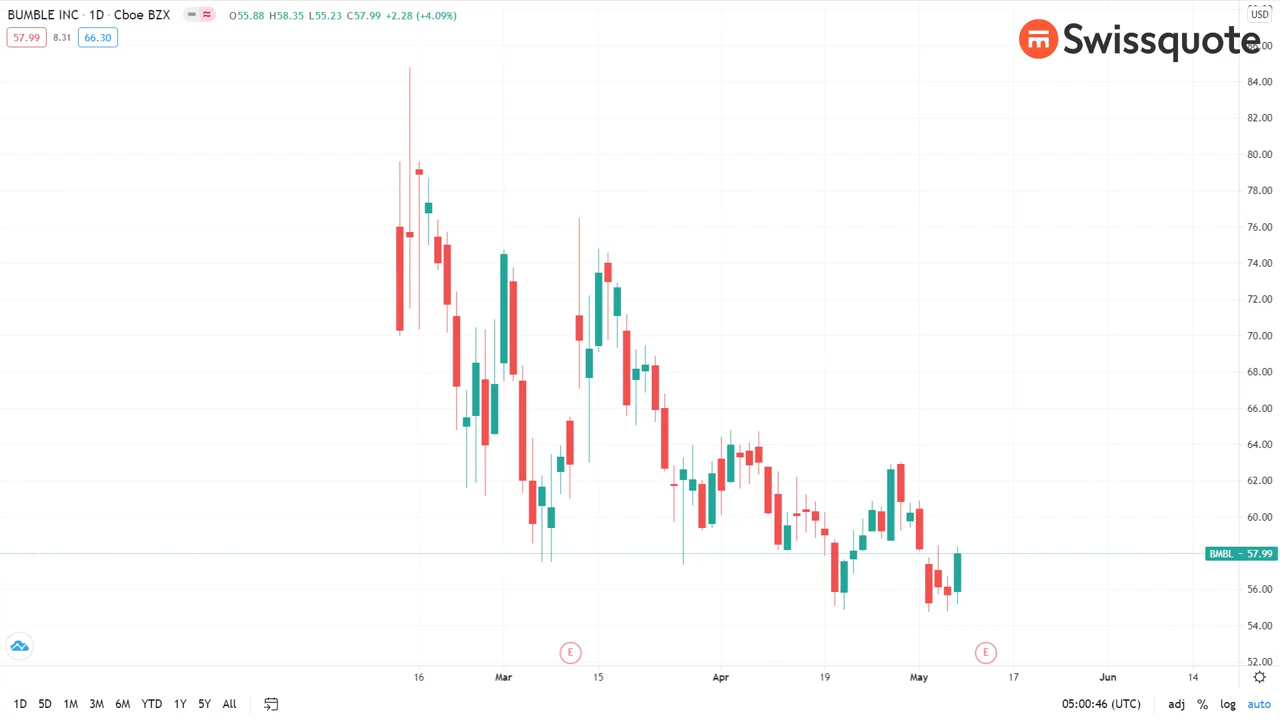 BUMBLE INC · 1D · Cboe BZX O55.88 H58.35 L55.23 C57.99 +2.28 (+4.09%)
57.99 8.31 66.30
Swissquote
USD
84.00
82.00
80.00
78.00
76.00
74.00
72.00
70.00
68.00
66.00
64.00
62.00
60.00
BMBL – 57.99
56.00
54.00
52.00
E E
16 Mar 15 Apr 19 May 17 Jun 14
1D 5D 1M 3M 6M YTD 1Y 5Y All 05:00:46 (UTC) adj % log auto